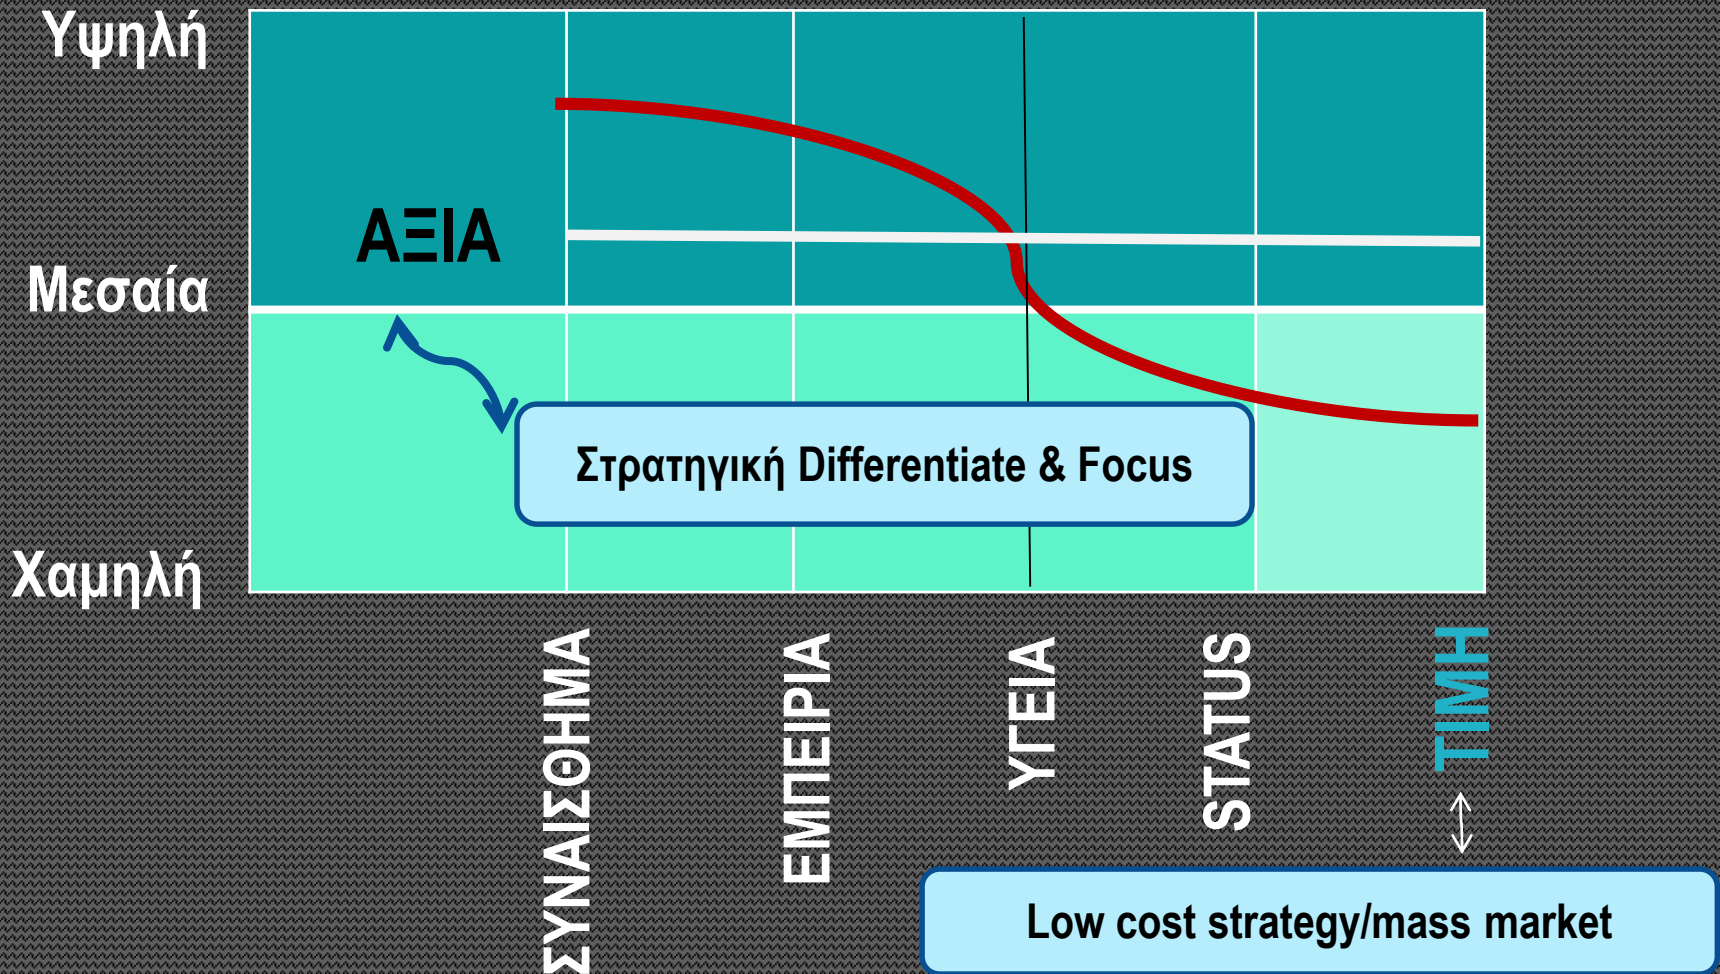 Υψηλή
ΑΞΙΑ
Μεσαία
Στρατηγική Differentiate & Focus
Χαμηλή
ΣΥΝΑΙΣΘΗΜΑ
ΕΜΠΕΙΡΙΑ
ΥΓΕΙΑ
STATUS
ΤΙΜΗ
Low cost strategy/mass market